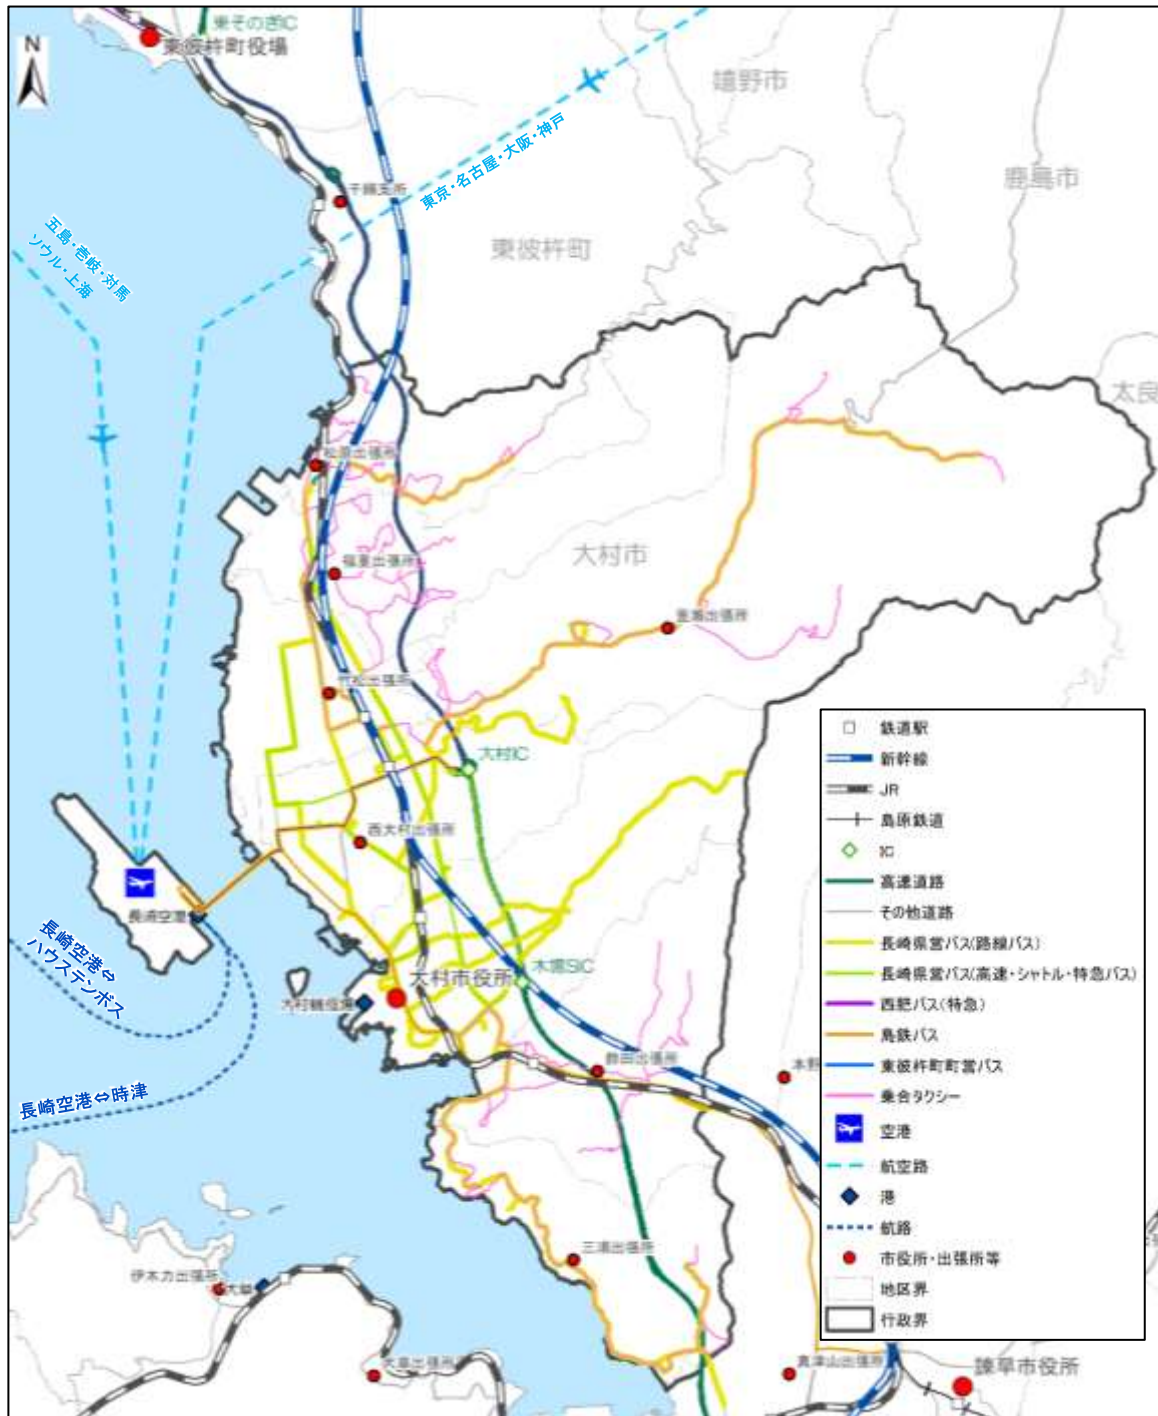 東そのぎIC
東彼杵町役場
N
嬉野市
鹿島市
東京・名古屋・大阪・神戸
千綿支所
東彼杵町
五島・壱岐・対馬
ソウル・上海
太良
松原出張所
大村市
福重出張所
萱瀬出張所
竹松出張所
大村IC
西大村出張所
長崎空港
長崎空港⇔
ハウステンボス
木場SIC
大村市役所
鈴田出張所
本野
長崎空港⇔時津
三浦出張所
伊木力出張所
真津山出張所
諫早市役所
鉄道駅
新幹線
JR
島原鉄道
IC
高速道路
その他道路
長崎県営バス(路線バス)
長崎県営バス(高速・シャトル・特急バス)
西肥バス(特急)
島鉄バス
東彼杵町町営バス
乗合タクシー
空港
航空路
港
航路
市役所・出張所等
地区界
行政界